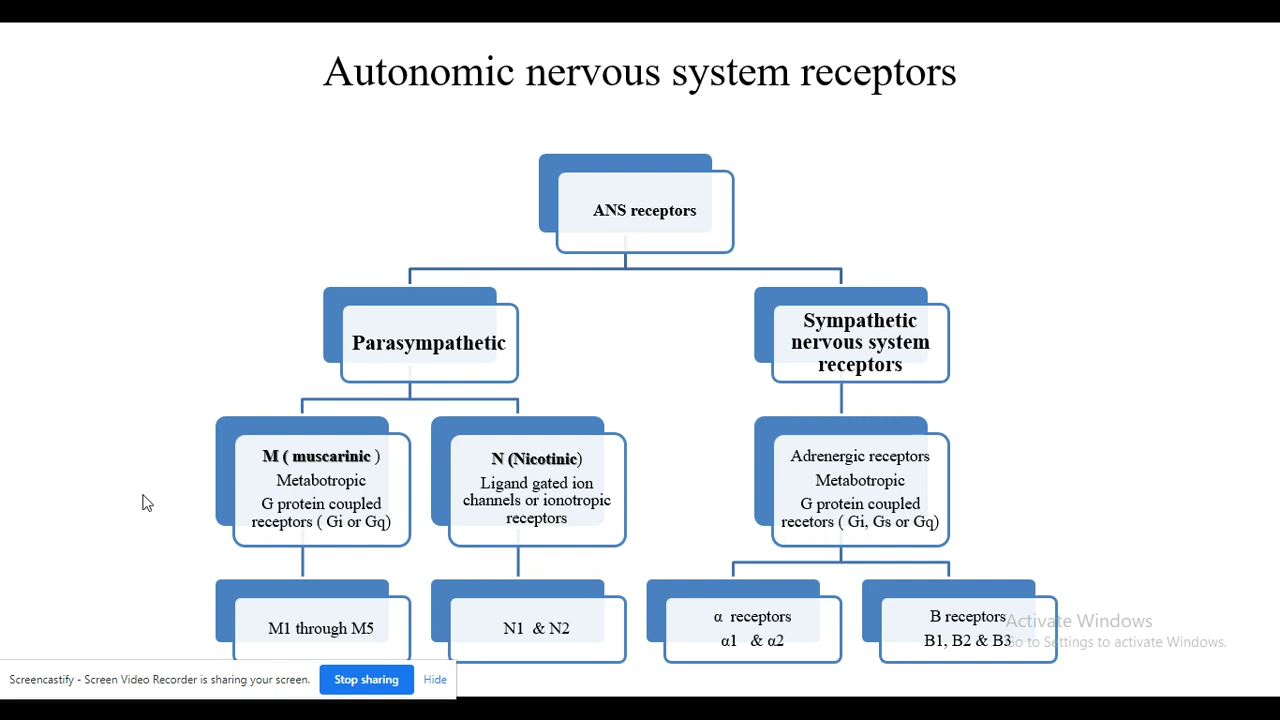 Autonomic nervous system receptors
ANS receptors
Parasympathetic
Sympathetic
nervous system
receptors
M ( muscarinic )
Metabotropic
G protein coupled
receptors ( Gi or Gq)
N (Nicotinic)
Ligand gated ion
channels or ionotropic
receptors
Adrenergic receptors
Metabotropic
G protein coupled
recetors ( Gi, Gs or Gq)
M1 through M5
N1 & N2
α receptors
α1 & α2
B receptors
B1, B2 & B3
Activate Windows
Go to Settings to activate Windows.
Screencastify - Screen Video Recorder is sharing your screen.
Stop sharing
Hide